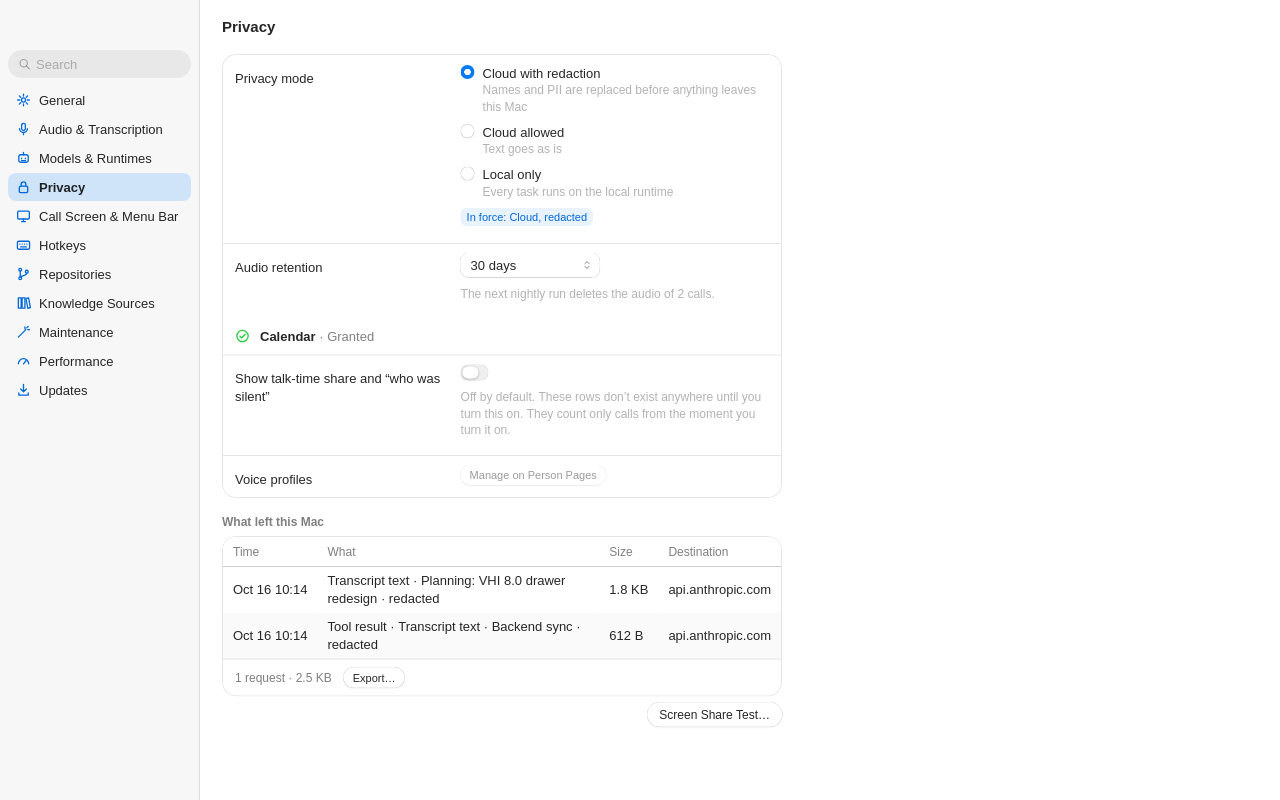 Privacy
Search
General
Audio & Transcription
Models & Runtimes
Privacy
Call Screen & Menu Bar
Hotkeys
Repositories
Knowledge Sources
Maintenance
Performance
Updates
Privacy mode
Cloud with redaction
Names and PII are replaced before anything leaves
this Mac
Cloud allowed
Text goes as is
Local only
Every task runs on the local runtime
In force: Cloud, redacted
Audio retention
30 days
The next nightly run deletes the audio of 2 calls.
Calendar · Granted
Show talk-time share and “who was
silent”
Off by default. These rows don’t exist anywhere until you
turn this on. They count only calls from the moment you
turn it on.
Voice profiles
Manage on Person Pages
What left this Mac
Time What Size Destination
Oct 16 10:14 Transcript text · Planning: VHI 8.0 drawer
redesign · redacted 1.8 KB api.anthropic.com
Oct 16 10:14 Tool result · Transcript text · Backend sync ·
redacted 612 B api.anthropic.com
1 request · 2.5 KB Export…
Screen Share Test…